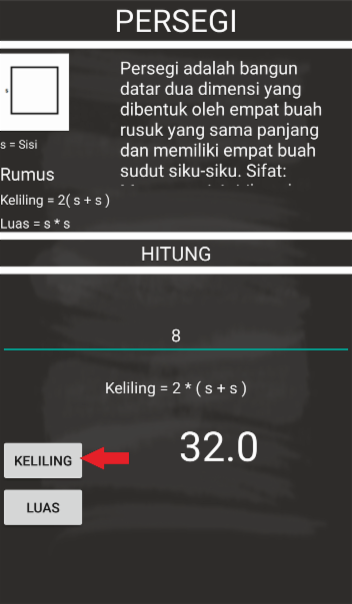 PERSEGI
s
Persegi adalah bangun
datar dua dimensi yang
dibentuk oleh empat buah
rusuk yang sama panjang
dan memiliki empat buah
sudut siku-siku. Sifat:
s = Sisi
Rumus
Keliling = 2( s + s )
Luas = s * s
HITUNG
8
Keliling = 2 * ( s + s )
KELILING
32.0
LUAS